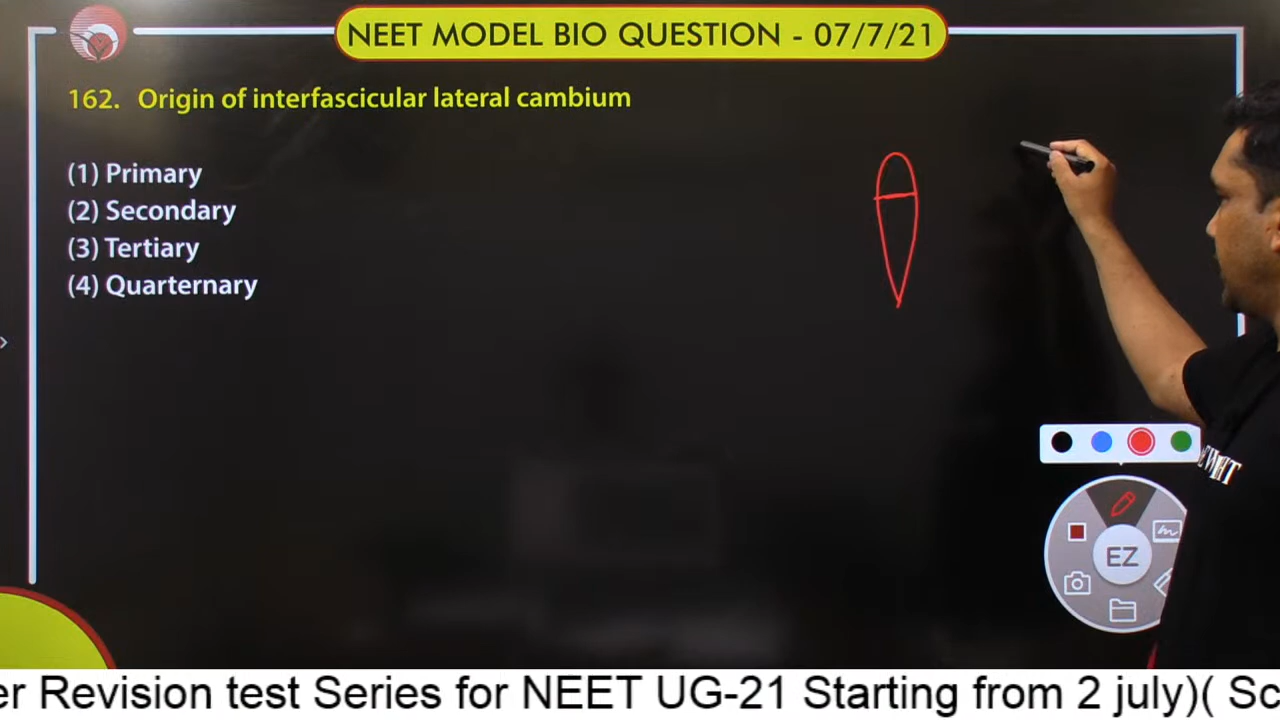 NEET MODEL BIO QUESTION - 07/7/21
162. Origin of interfascicular lateral cambium
(1) Primary
(2) Secondary
(3) Tertiary
(4) Quarternary
EZ
er Revision test Series for NEET UG-21 Starting from 2 july)( Sc